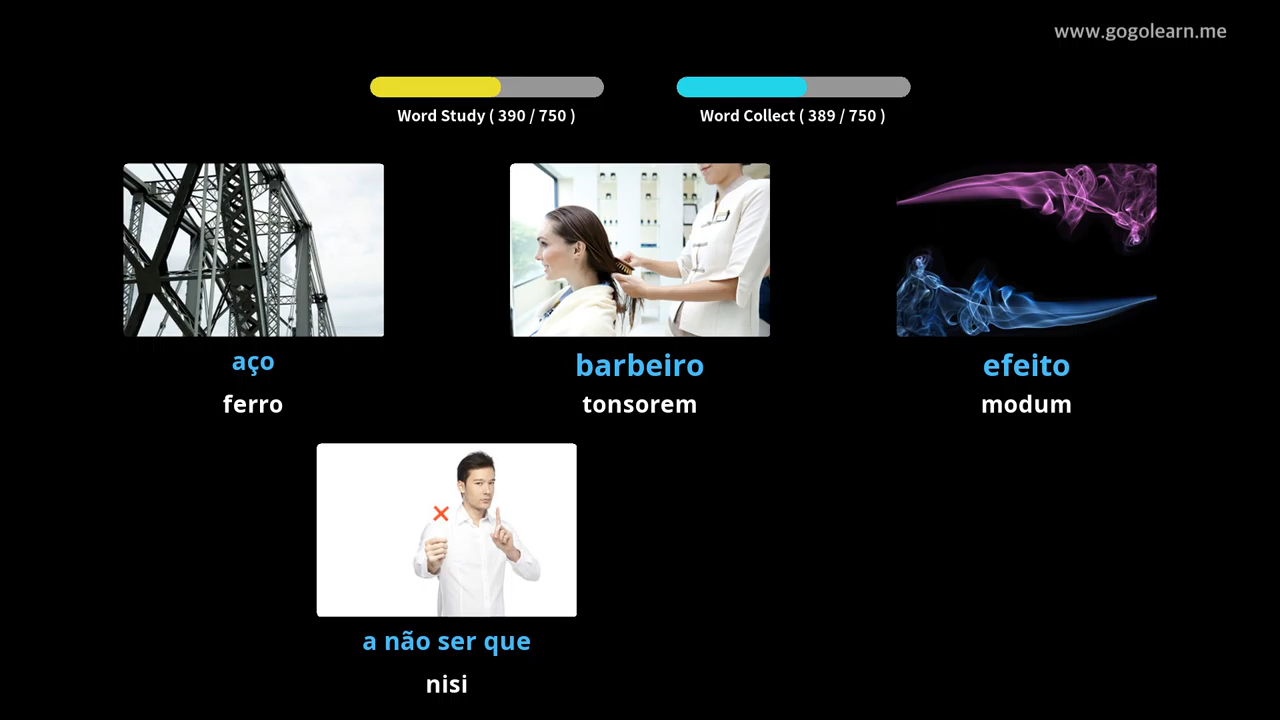 www.gogolearn.me
Word Study ( 390 / 750 )
Word Collect ( 389 / 750 )
aço
ferro
barbeiro
tonsorem
efeito
modum
a não ser que
nisi